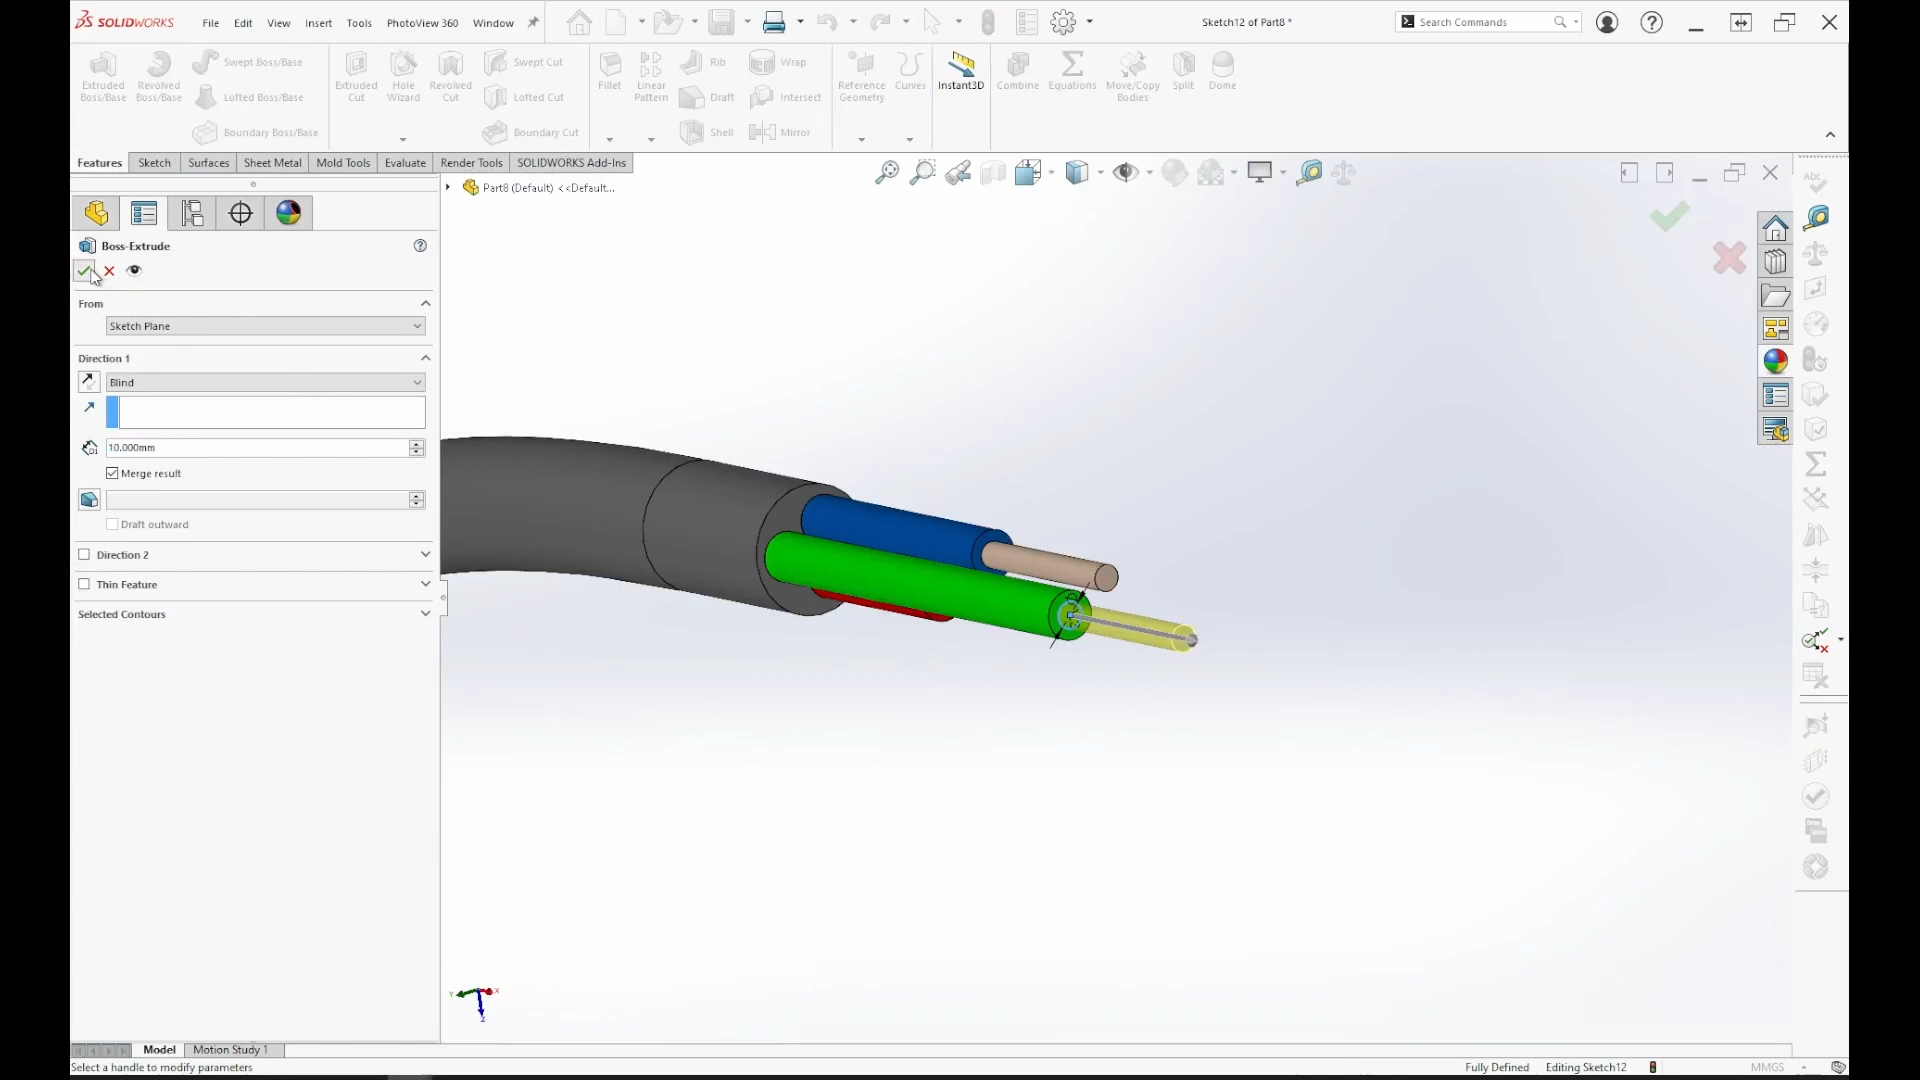 SOLIDWORKS File Edit View Insert Tools PhotoView 360 Window Sketch12 of Part8 * Search Commands
Extruded Boss/Base Revolved Boss/Base Swept Boss/Base Lofted Boss/Base Boundary Boss/Base Extruded Cut Hole Wizard Revolved Cut Swept Cut Lofted Cut Boundary Cut Fillet Linear Pattern Rib Draft Shell Wrap Intersect Mirror Reference Geometry Curves Instant3D Combine Equations Move/Copy Bodies Split Dome
Features Sketch Surfaces Sheet Metal Mold Tools Evaluate Render Tools SOLIDWORKS Add-Ins
Part8 (Default) <<Default...
Boss-Extrude
From
Sketch Plane
Direction 1
Blind
10.000mm
Merge result
Draft outward
Direction 2
Thin Feature
Selected Contours
Model Motion Study 1
Select a handle to modify parameters Fully Defined Editing Sketch12 MMGS